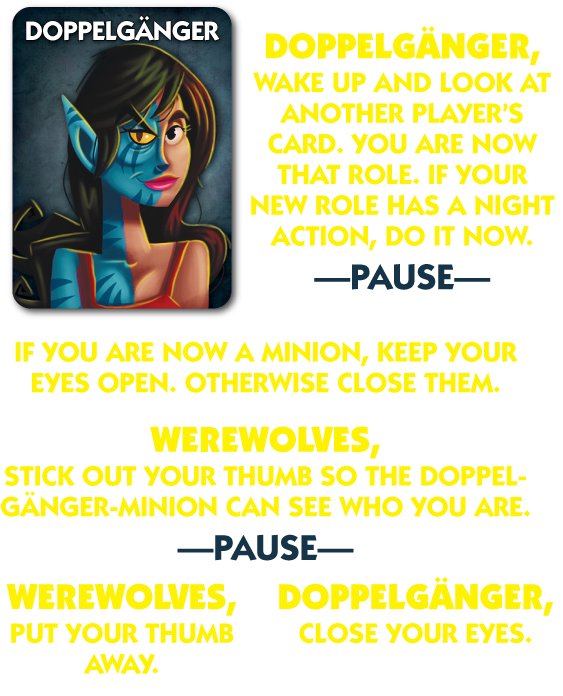 DOPPELGÄNGER
DOPPELGÄNGER,
WAKE UP AND LOOK AT
ANOTHER PLAYER'S
CARD. YOU ARE NOW
THAT ROLE. IF YOUR
NEW ROLE HAS A NIGHT
ACTION, DO IT NOW.
—PAUSE—
IF YOU ARE NOW A MINION, KEEP YOUR
EYES OPEN. OTHERWISE CLOSE THEM.
WEREWOLVES,
STICK OUT YOUR THUMB SO THE DOPPEL-
GÄNGER-MINION CAN SEE WHO YOU ARE.
—PAUSE—
WEREWOLVES,
PUT YOUR THUMB
AWAY.
DOPPELGÄNGER,
CLOSE YOUR EYES.